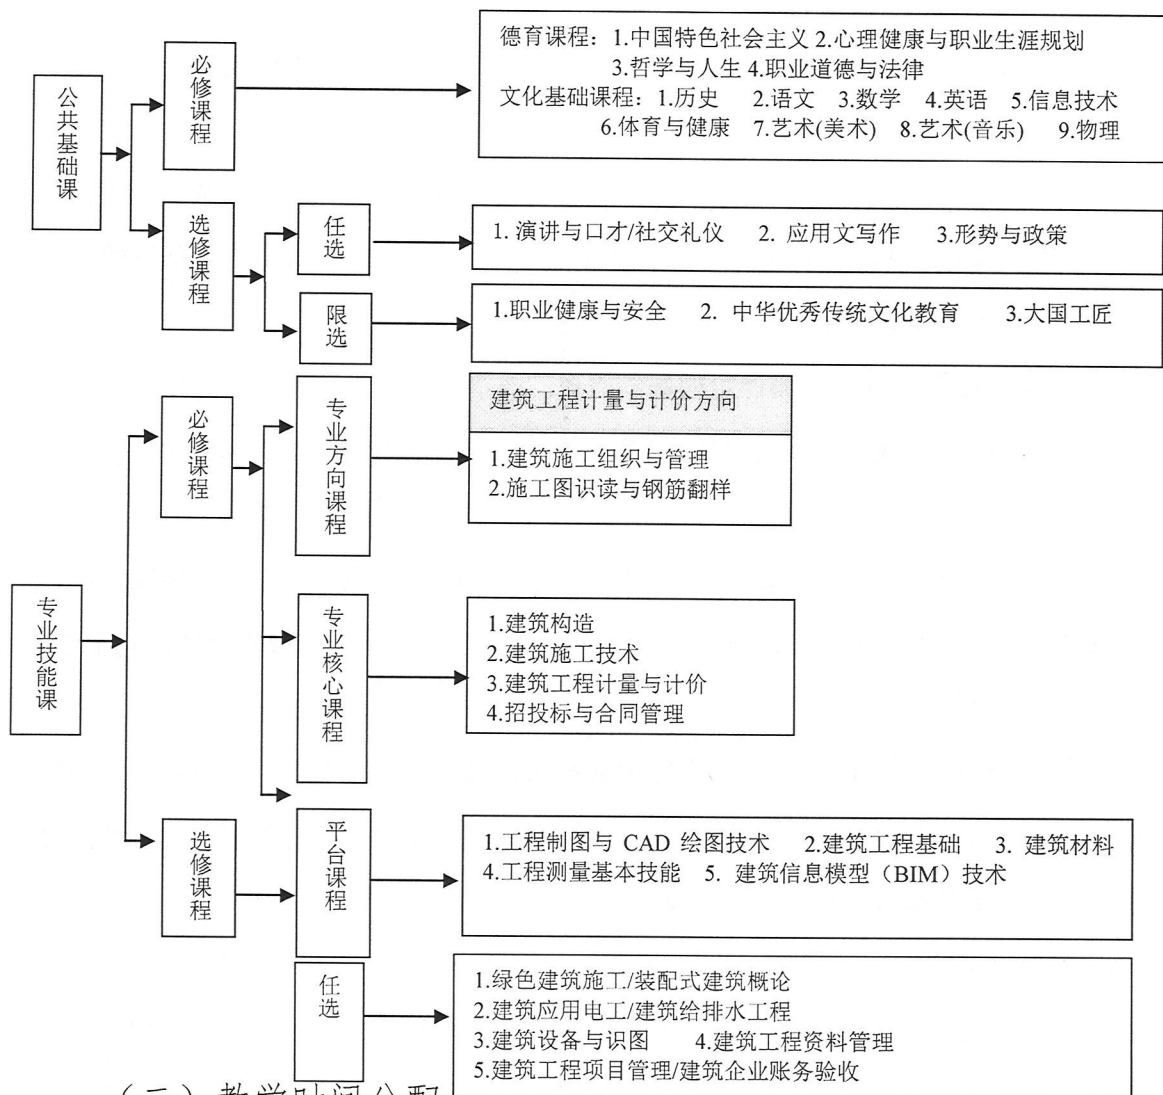 公共基础课
必修课程
德育课程：1.中国特色社会主义 2.心理健康与职业生涯规划
3.哲学与人生 4.职业道德与法律
文化基础课程：1.历史 2.语文 3.数学 4.英语 5.信息技术
6.体育与健康 7.艺术(美术) 8.艺术(音乐) 9.物理
选修课程
任选
1. 演讲与口才/社交礼仪 2. 应用文写作 3.形势与政策
限选
1.职业健康与安全 2. 中华优秀传统文化教育 3.大国工匠
专业技能课
必修课程
专业方向课程
建筑工程计量与计价方向
1.建筑施工组织与管理
2.施工图识读与钢筋翻样
专业核心课程
1.建筑构造
2.建筑施工技术
3.建筑工程计量与计价
4.招投标与合同管理
选修课程
平台课程
1.工程制图与 CAD 绘图技术 2.建筑工程基础 3. 建筑材料
4.工程测量基本技能 5. 建筑信息模型（BIM）技术
任选
1.绿色建筑施工/装配式建筑概论
2.建筑应用电工/建筑给排水工程
3.建筑设备与识图 4.建筑工程资料管理
5.建筑工程项目管理/建筑企业账务验收
教学时间分配